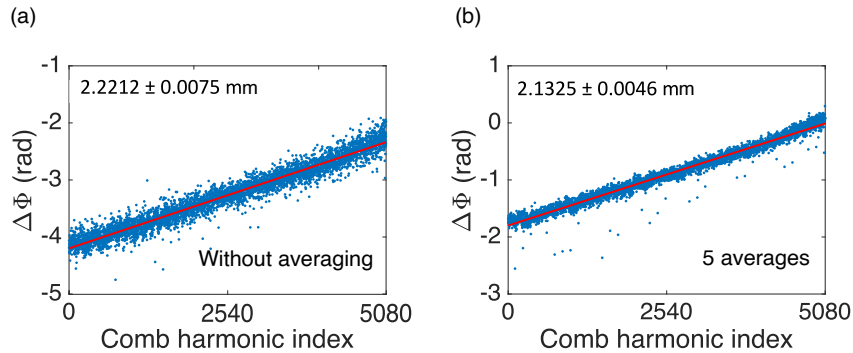 (a)
(b)
-1
-2
-3
-4
-5
ΔΦ (rad)
2.2212 ± 0.0075 mm
Without averaging
0
2540
5080
Comb harmonic index
1
0
-1
-2
-3
ΔΦ (rad)
2.1325 ± 0.0046 mm
5 averages
0
2540
5080
Comb harmonic index